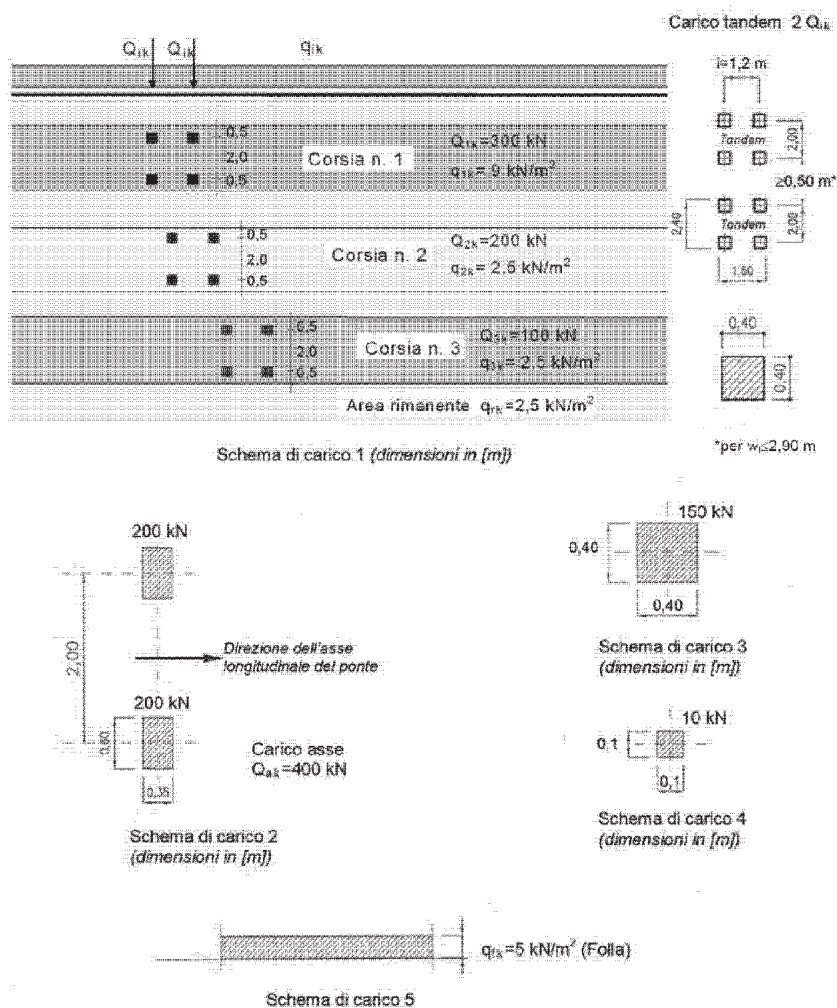 Q_ik Q_ik q_ik
Carico tandem 2 Q_ik
i=1,2 m
0,5
2,0
0,5
Corsia n. 1
Q_1k=300 kN
q_1k= 9 kN/m²
Tandem
2,00
≥0,50 m*
0,5
2,0
0,5
Corsia n. 2
Q_2k=200 kN
q_2k= 2,5 kN/m²
2,40
Tandem
2,00
1,60
0,5
2,0
0,5
Corsia n. 3
Q_3k=100 kN
q_3k=2,5 kN/m²
0,40
0,40
Area rimanente q_rk=2,5 kN/m²
Schema di carico 1 (dimensioni in [m])
*per w_l≤2,90 m
200 kN
2,00
Direzione dell'asse
longitudinale del ponte
200 kN
0,60
0,35
Carico asse
Q_ak=400 kN
Schema di carico 2
(dimensioni in [m])
150 kN
0,40
0,40
Schema di carico 3
(dimensioni in [m])
10 kN
0,1
0,1
Schema di carico 4
(dimensioni in [m])
q_fk=5 kN/m² (Folla)
Schema di carico 5